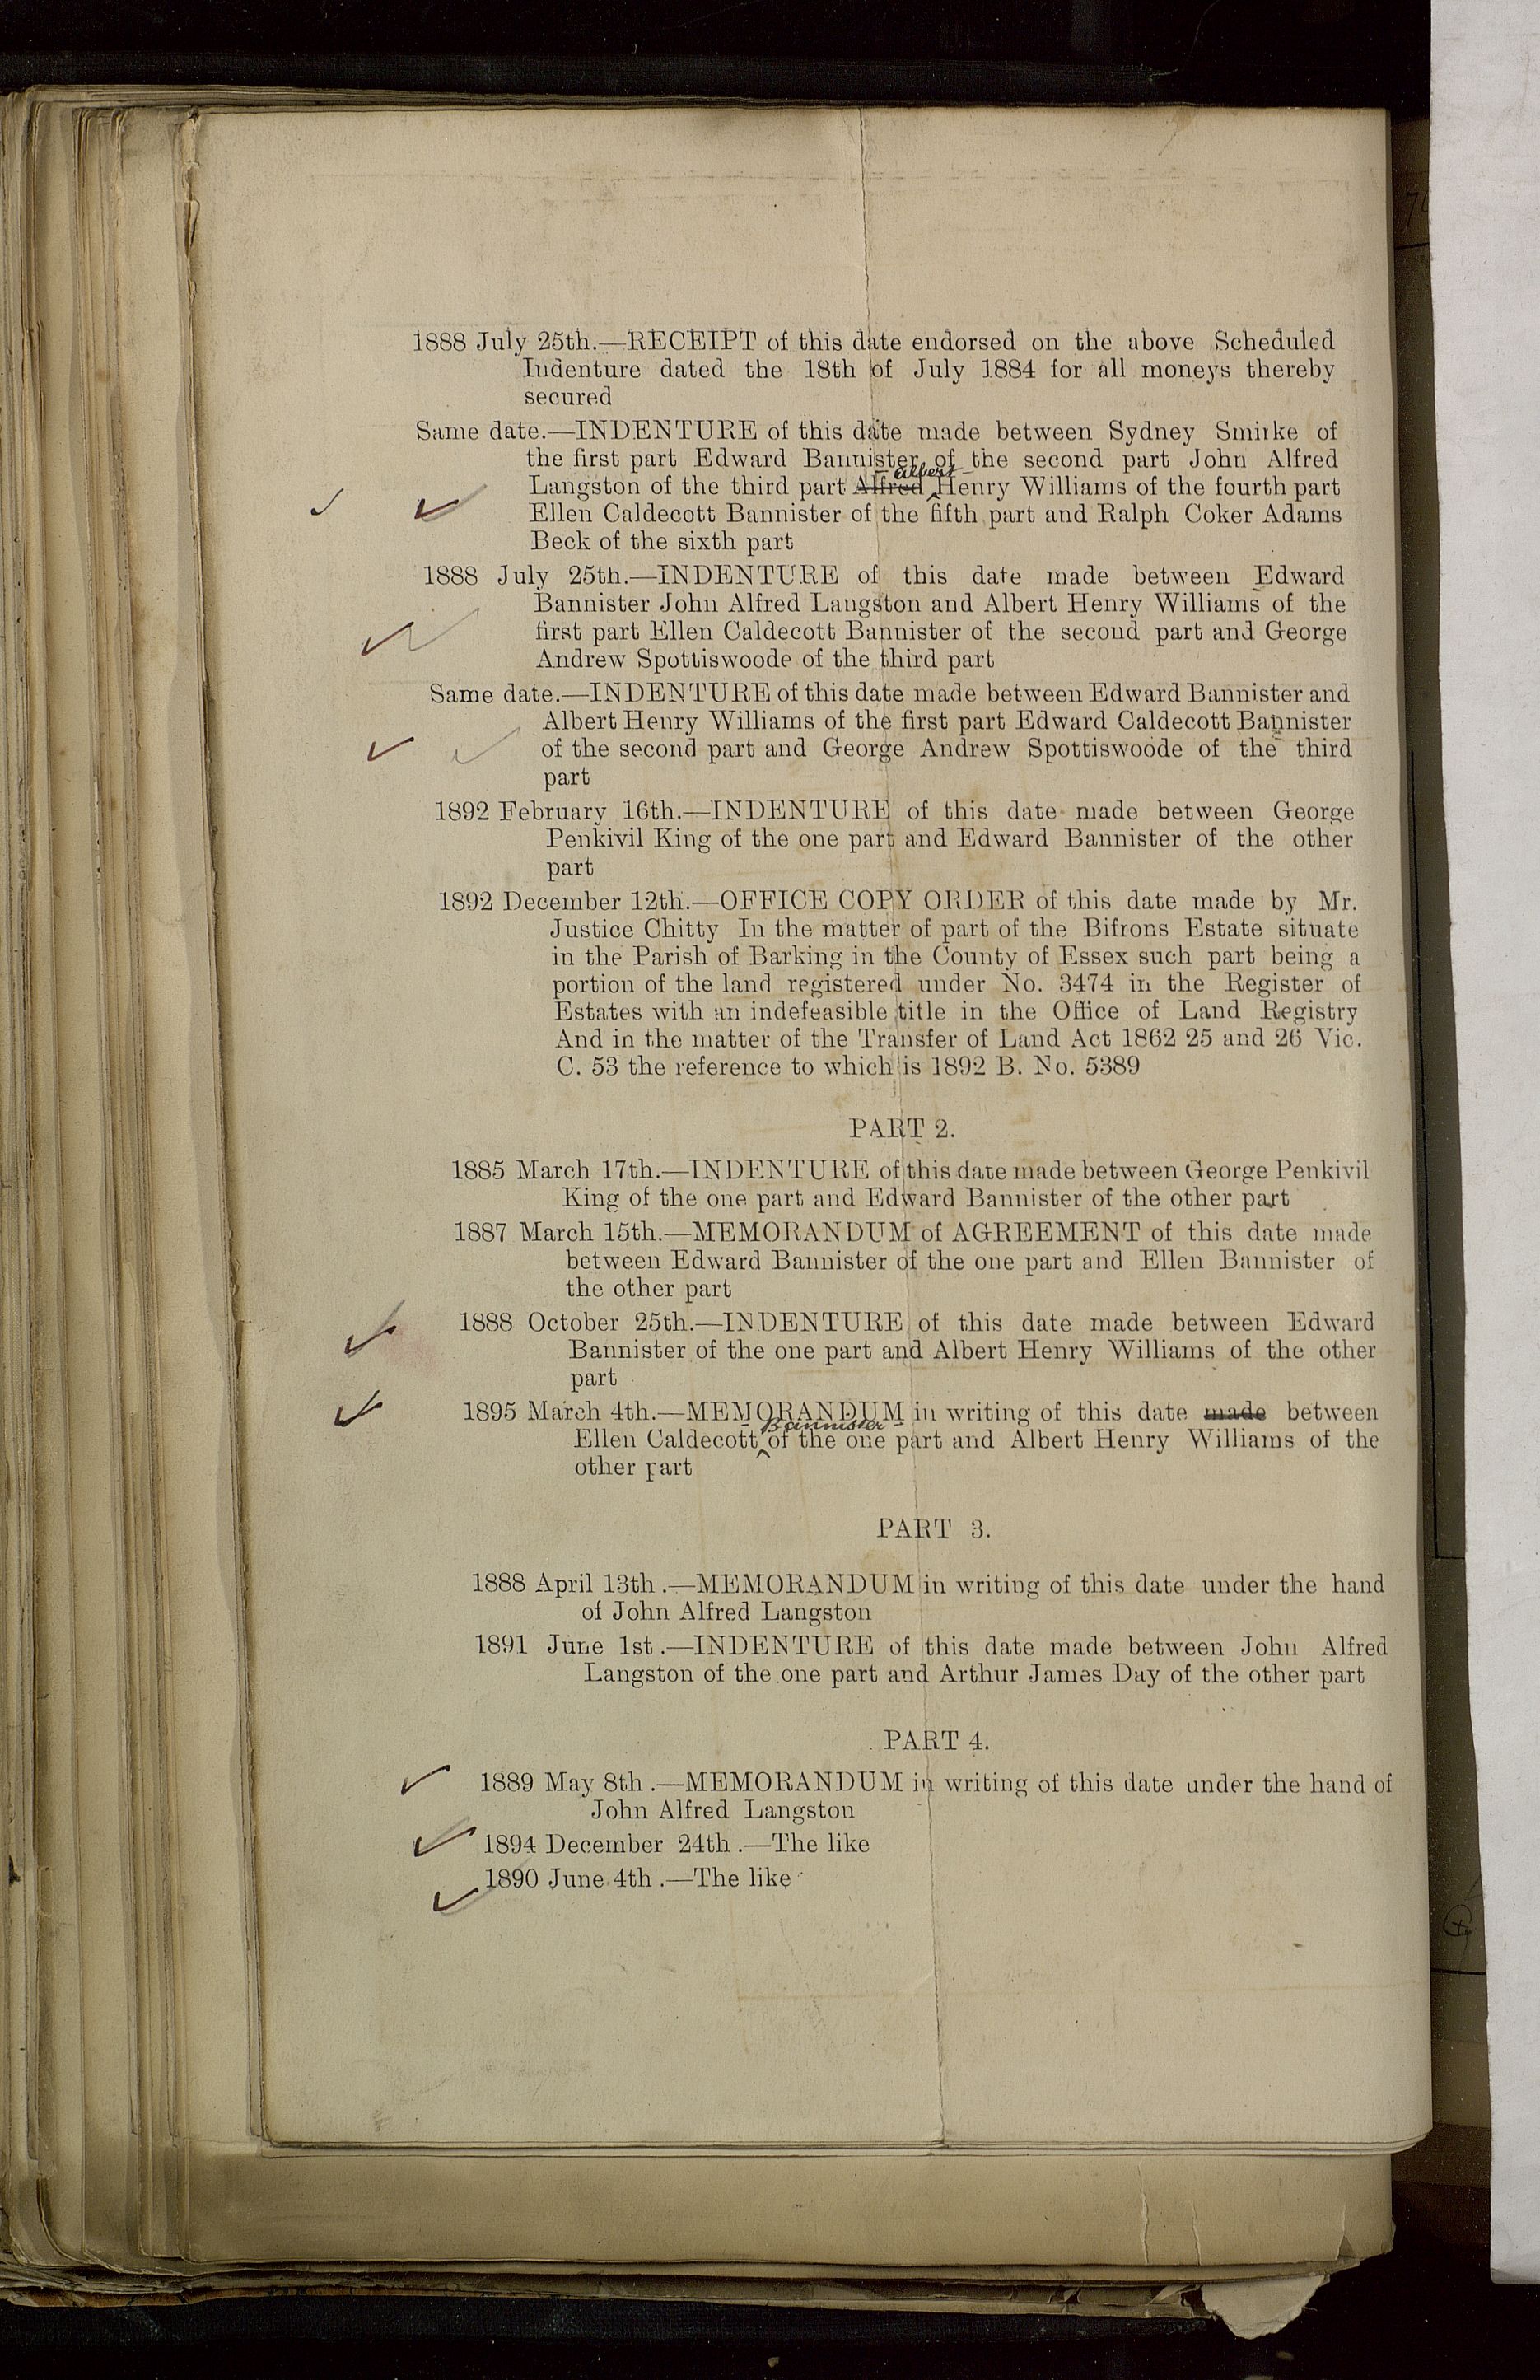 1888 July 25th.—RECEIPT of this date endorsed on the above Scheduled
Indenture dated the 18th of July 1884 for all moneys thereby
secured
Same date.—INDENTURE of this date made between Sydney Smirke of
the first part Edward Bannister of the second part John Alfred
Langston of the third part Alfred Albert Henry Williams of the fourth part
Ellen Caldecott Bannister of the fifth part and Ralph Coker Adams
Beck of the sixth part
1888 July 25th.—INDENTURE of this date made between Edward
Bannister John Alfred Langston and Albert Henry Williams of the
first part Ellen Caldecott Bannister of the second part and George
Andrew Spottiswoode of the third part
Same date.—INDENTURE of this date made between Edward Bannister and
Albert Henry Williams of the first part Edward Caldecott Bannister
of the second part and George Andrew Spottiswoode of the third
part
1892 February 16th.—INDENTURE of this date made between George
Penkivil King of the one part and Edward Bannister of the other
part
1892 December 12th.—OFFICE COPY ORDER of this date made by Mr.
Justice Chitty In the matter of part of the Bifrons Estate situate
in the Parish of Barking in the County of Essex such part being a
portion of the land registered under No. 3474 in the Register of
Estates with an indefeasible title in the Office of Land Registry
And in the matter of the Transfer of Land Act 1862 25 and 26 Vic.
C. 53 the reference to which is 1892 B. No. 5389
PART 2.
1885 March 17th.—INDENTURE of this date made between George Penkivil
King of the one part and Edward Bannister of the other part
1887 March 15th.—MEMORANDUM of AGREEMENT of this date made
between Edward Bannister of the one part and Ellen Bannister of
the other part
1888 October 25th.—INDENTURE of this date made between Edward
Bannister of the one part and Albert Henry Williams of the other
part
1895 March 4th.—MEMORANDUM in writing of this date made between
Ellen Caldecott Bannister of the one part and Albert Henry Williams of the
other part
PART 3.
1888 April 13th.—MEMORANDUM in writing of this date under the hand
of John Alfred Langston
1891 June 1st.—INDENTURE of this date made between John Alfred
Langston of the one part and Arthur James Day of the other part
PART 4.
1889 May 8th.—MEMORANDUM in writing of this date under the hand of
John Alfred Langston
1894 December 24th.—The like
1890 June 4th.—The like